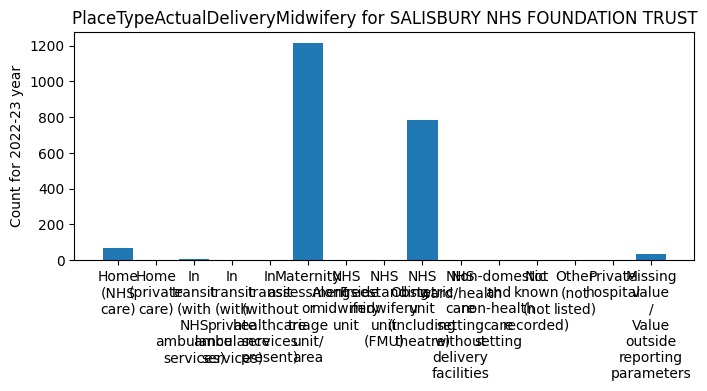 PlaceTypeActualDeliveryMidwifery for SALISBURY NHS FOUNDATION TRUST
Count for 2022-23 year
1200
1000
800
600
400
200
0
Home
(NHS
care)
Home
(private
care)
In
transit
(with
NHS
ambulance
services)
In
transit
(with
private
ambulance
services)
In
transit
(without
healthcare
services
present)
Maternity
assessment
or
triage
unit/
area
NHS
Alongside
midwifery
unit
NHS
Freestanding
midwifery
unit
(FMU)
NHS
Obstetric
unit
(including
theatre)
NHS
ward/health
care
setting
without
delivery
facilities
Non-domestic
and
non-health
care
setting
Not
known
(not
recorded)
Other
(not
listed)
Private
hospital
Missing
value
/
Value
outside
reporting
parameters